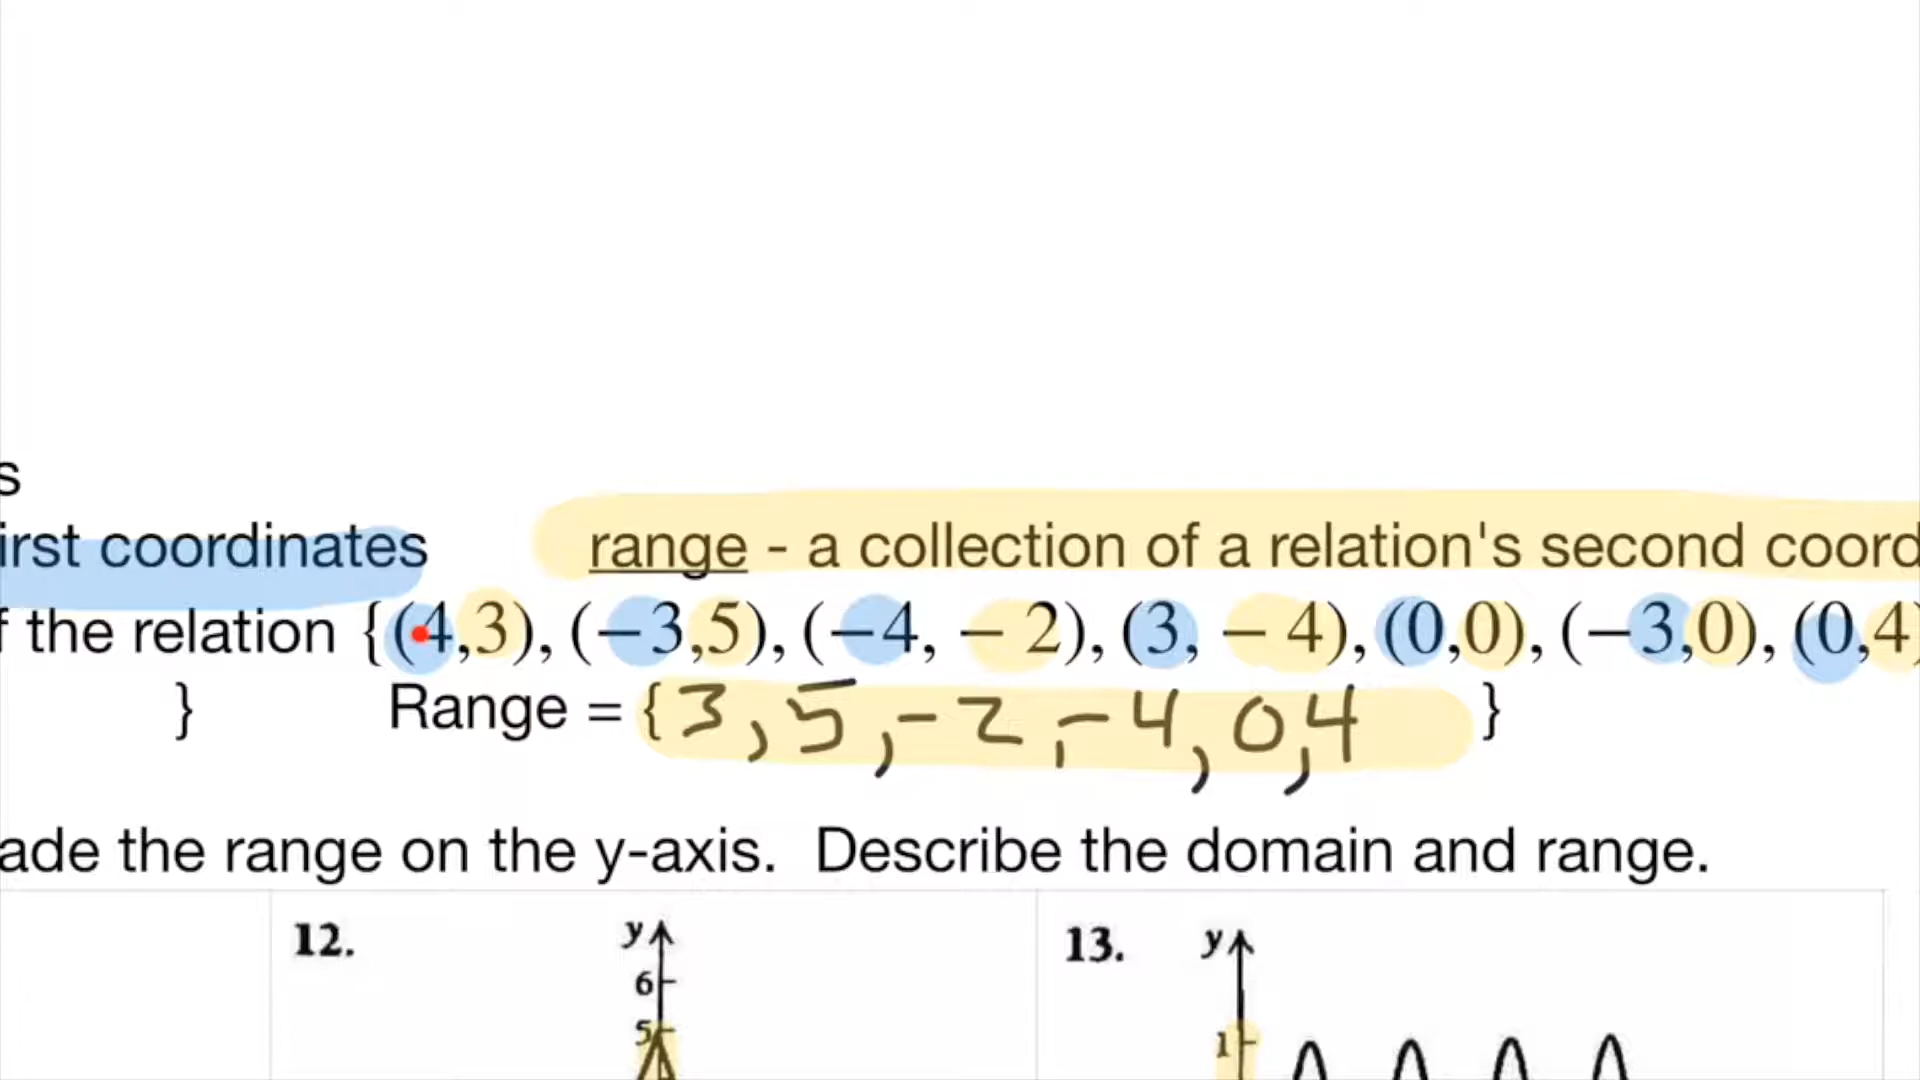 s
irst coordinates range - a collection of a relation's second coord
f the relation {(4,3), (−3,5), (−4, −2), (3, −4), (0,0), (−3,0), (0,4)
} Range = {3,5,-2,-4,0,4 }
ade the range on the y-axis. Describe the domain and range.
12. y 13. y
6
5 1